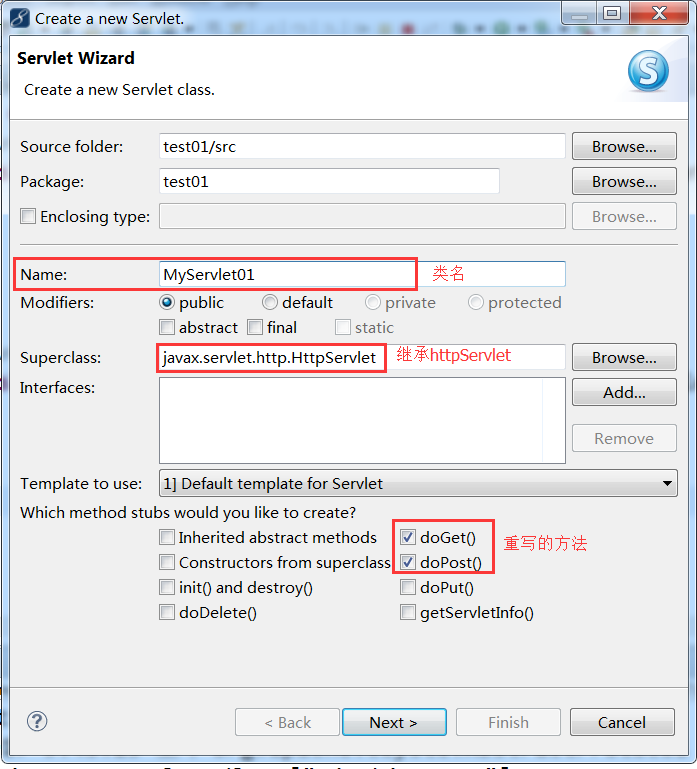 Create a new Servlet.
Servlet Wizard
Create a new Servlet class.
Source folder: test01/src Browse...
Package: test01 Browse...
Enclosing type: Browse...
Name: MyServlet01 类名
Modifiers: public default private protected
abstract final static
Superclass: javax.servlet.http.HttpServlet 继承httpServlet Browse...
Interfaces: Add...
Remove
Template to use: 1] Default template for Servlet
Which method stubs would you like to create?
Inherited abstract methods doGet() 重写的方法
Constructors from superclass doPost()
init() and destroy() doPut()
doDelete() getServletInfo()
? < Back Next > Finish Cancel